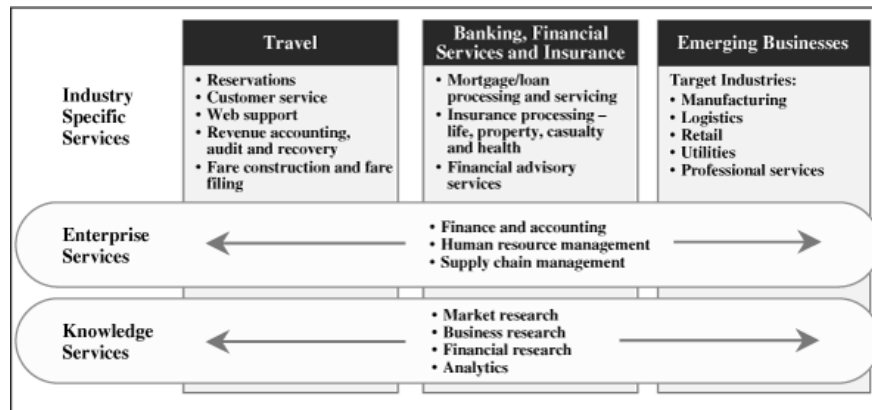 Travel
Banking, Financial
Services and Insurance
Emerging Businesses
Industry
Specific
Services
• Reservations
• Customer service
• Web support
• Revenue accounting,
audit and recovery
• Fare construction and fare
filing
• Mortgage/loan
processing and servicing
• Insurance processing –
life, property, casualty
and health
• Financial advisory
services
Target Industries:
• Manufacturing
• Logistics
• Retail
• Utilities
• Professional services
Enterprise
Services
• Finance and accounting
• Human resource management
• Supply chain management
Knowledge
Services
• Market research
• Business research
• Financial research
• Analytics